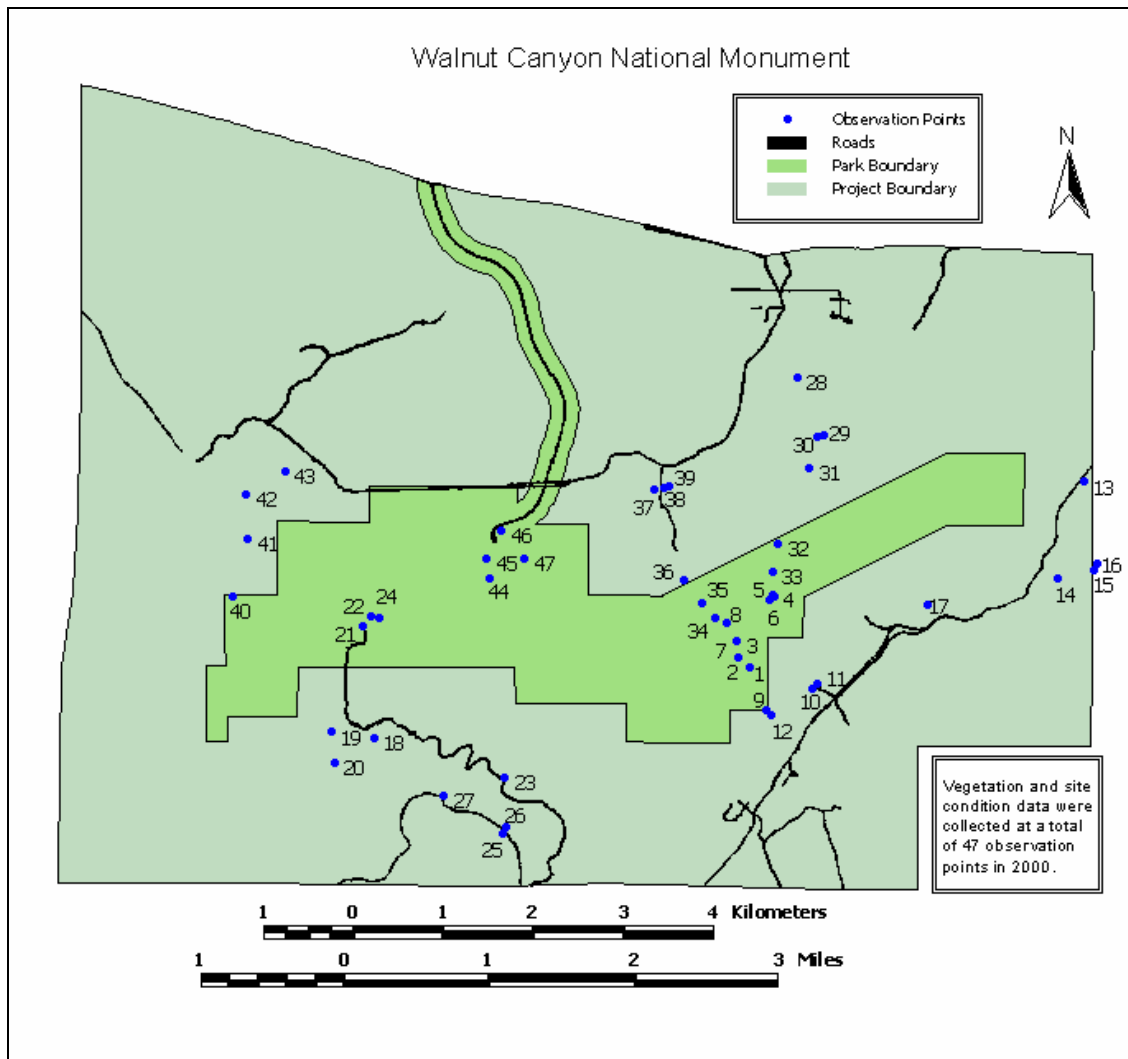 Walnut Canyon National Monument
Observation Points
Roads
Park Boundary
Project Boundary
N
28
30 29
31
39
37 38
43
42
41
40
13
46
45 47
44
32
36
33
5 4
6
35
34 8
16
15
14
17
22 24
21
7 3
2 1
11
10
9
12
19 18
20
23
27
26
25
Vegetation and site
condition data were
collected at a total
of 47 observation
points in 2000.
1 0 1 2 3 4 Kilometers
1 0 1 2 3 Miles